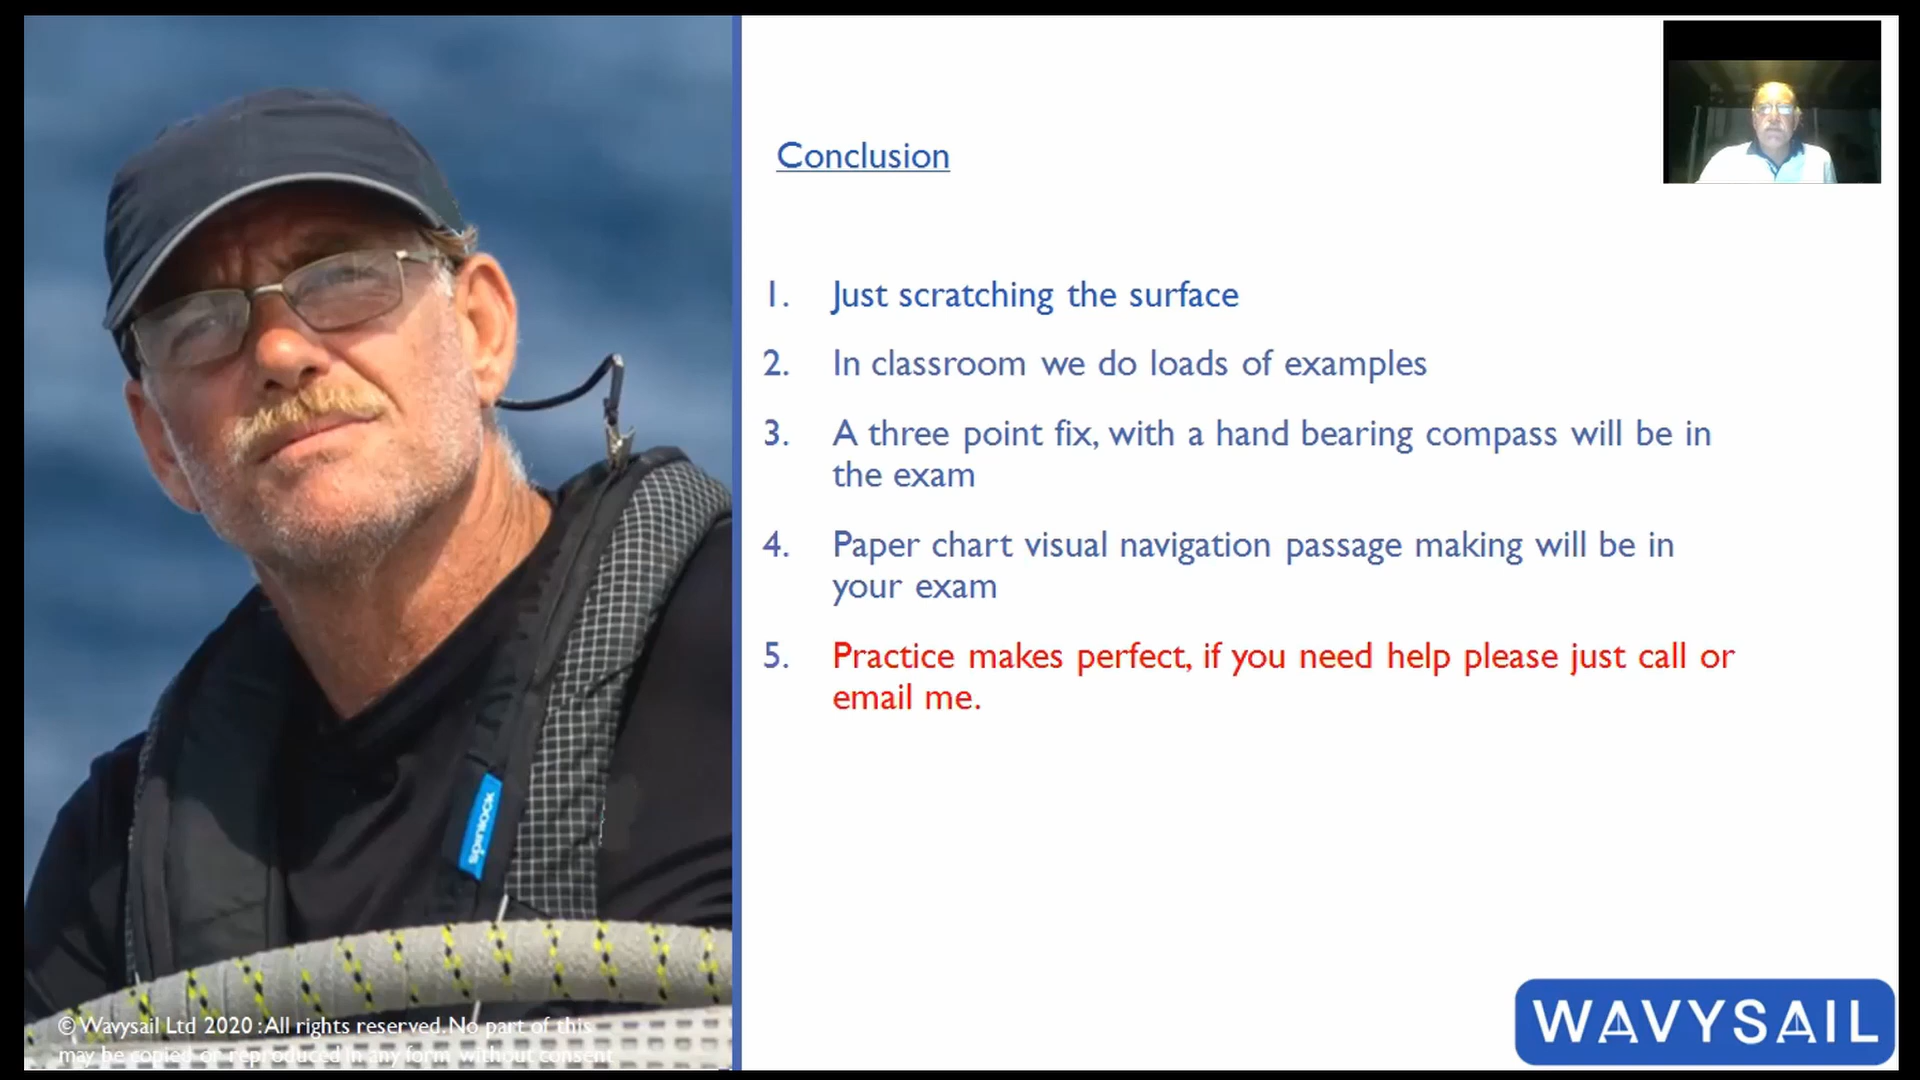 Conclusion
1. Just scratching the surface
2. In classroom we do loads of examples
3. A three point fix, with a hand bearing compass will be in
the exam
4. Paper chart visual navigation passage making will be in
your exam
5. Practice makes perfect, if you need help please just call or
email me.
spinlock
© Wavysail Ltd 2020 : All rights reserved. No part of this
may be copied or reproduced in any form without consent
WAVYSAIL